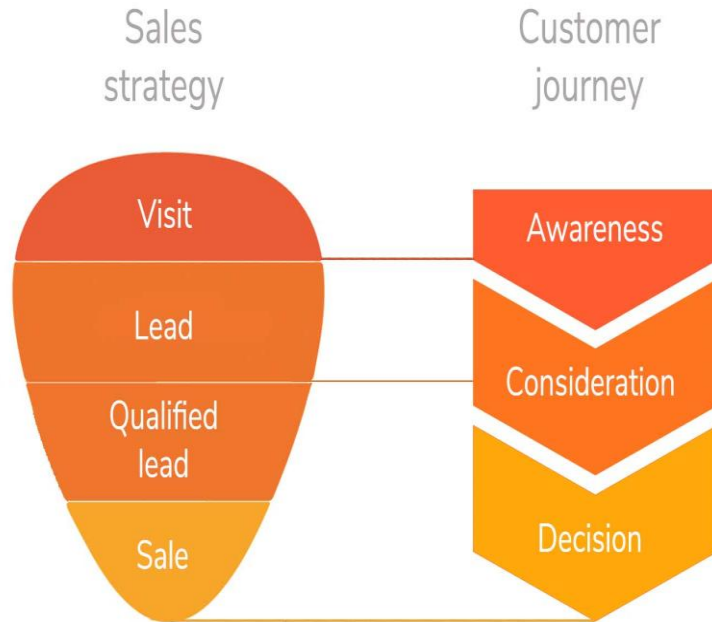 Sales
strategy
Customer
journey
Visit
Lead
Qualified
lead
Sale
Awareness
Consideration
Decision